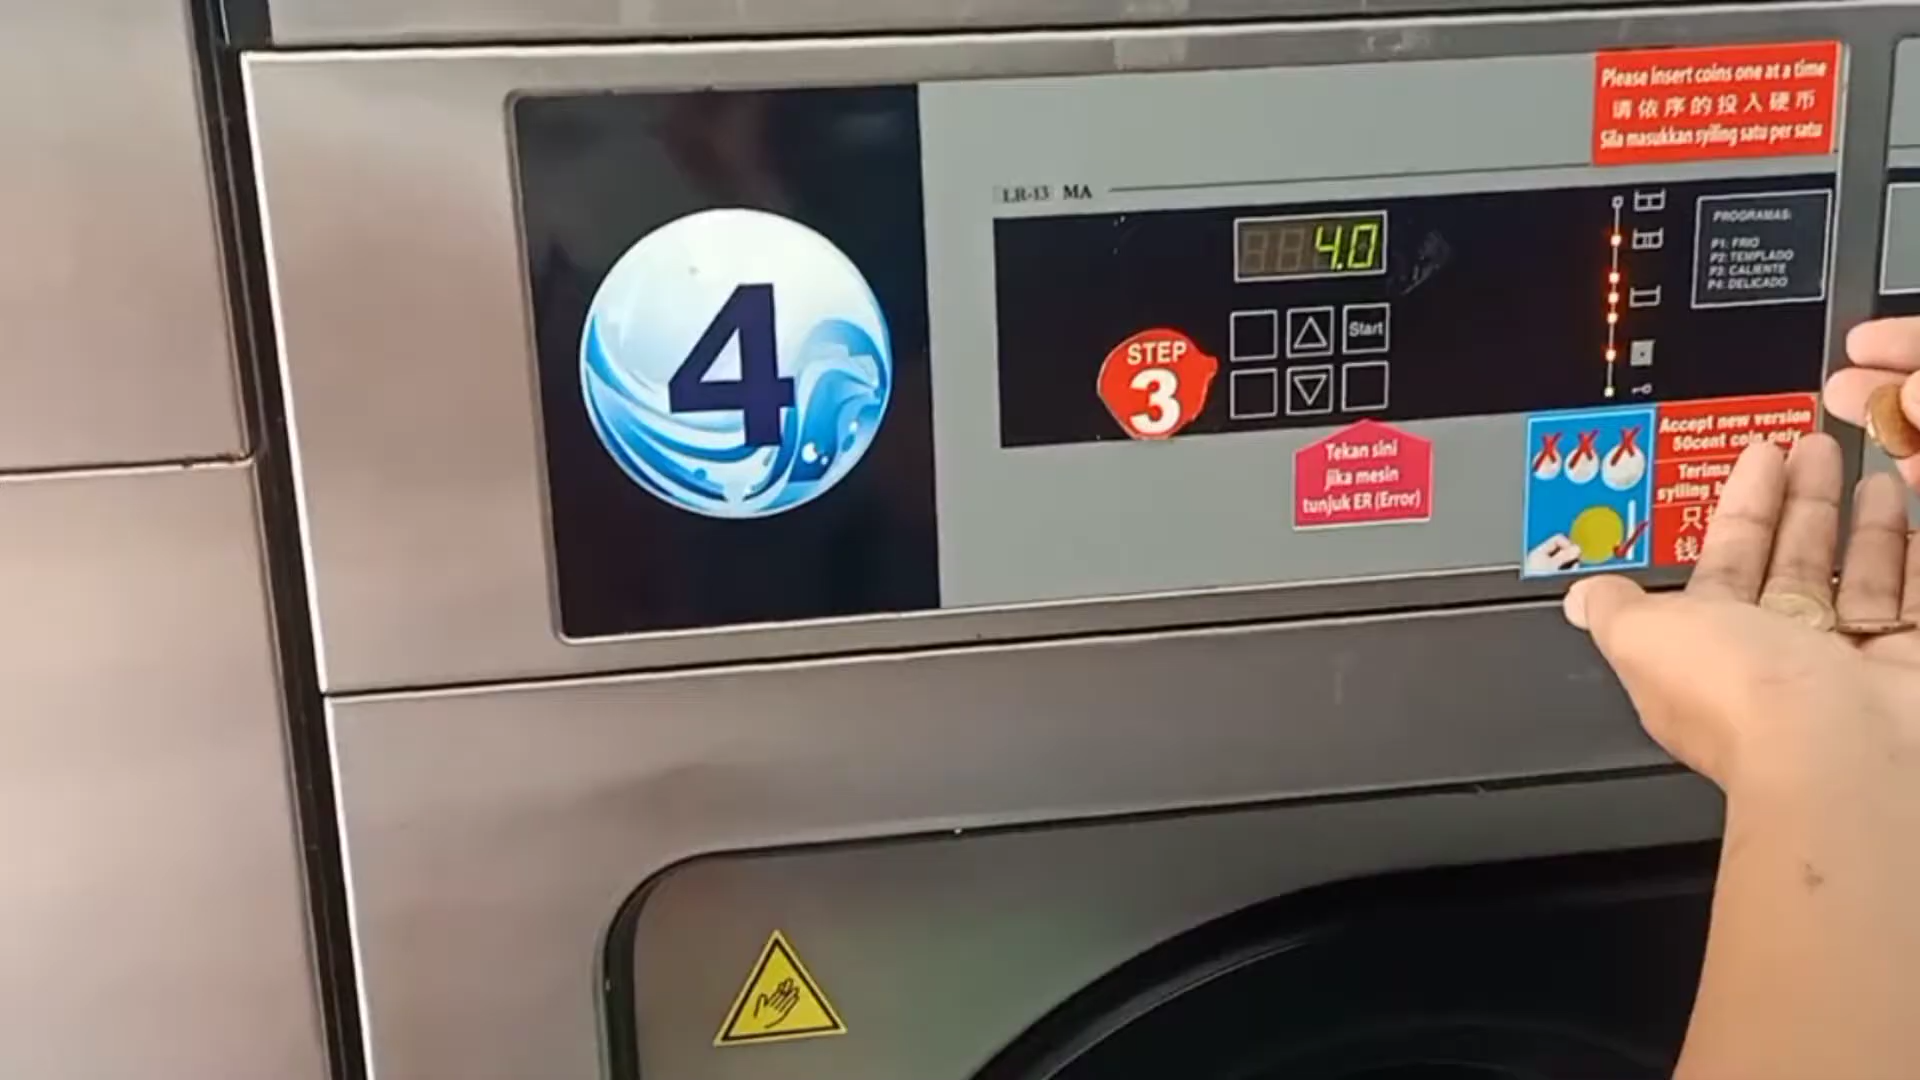 Please insert coins one at a time
请依序的投入硬币
Sila masukkan syiling satu per satu
LR-13 MA
4.0
PROGRAMAS:
P1: FRIO
P2: TEMPLADO
P3: CALIENTE
P4: DELICADO
4
STEP
3
Start
Tekan sini
jika mesin
tunjuk ER (Error)
Accept new version
50cent coin only
Terima
syiling
只
钱